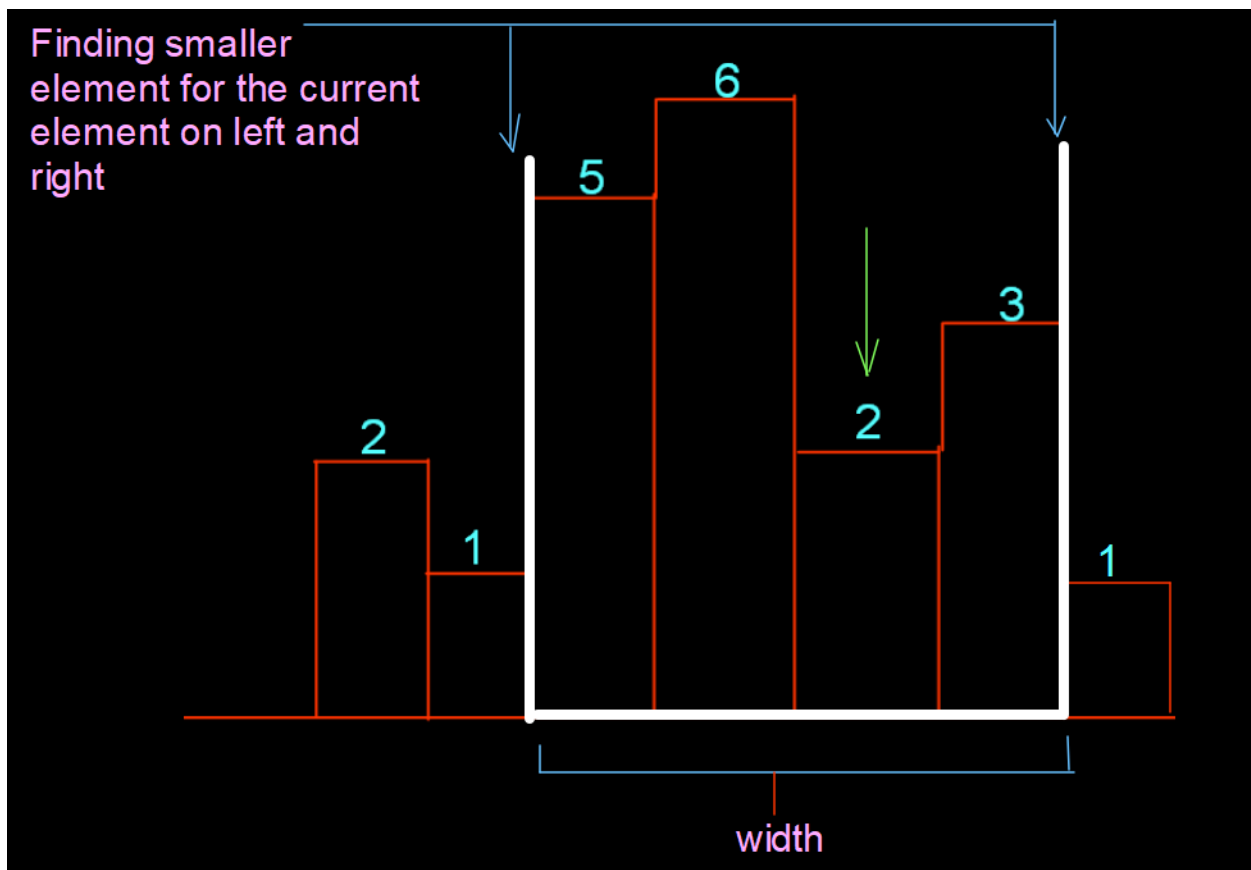 Finding smaller
element for the current
element on left and
right
6
5
3
2
2
1
1
width